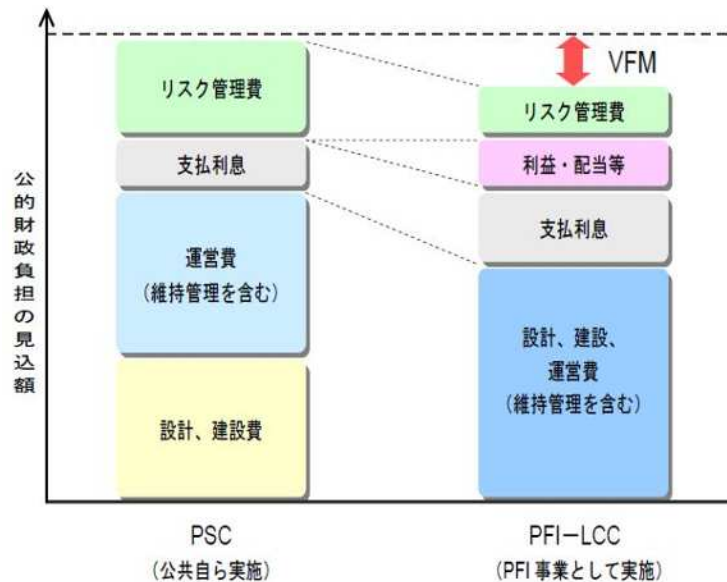 公的財政負担の見込額
リスク管理費
支払利息
運営費
（維持管理を含む）
設計、建設費
PSC
（公共自ら実施）
VFM
リスク管理費
利益・配当等
支払利息
設計、建設、
運営費
（維持管理を含む）
PFI－LCC
（PFI 事業として実施）